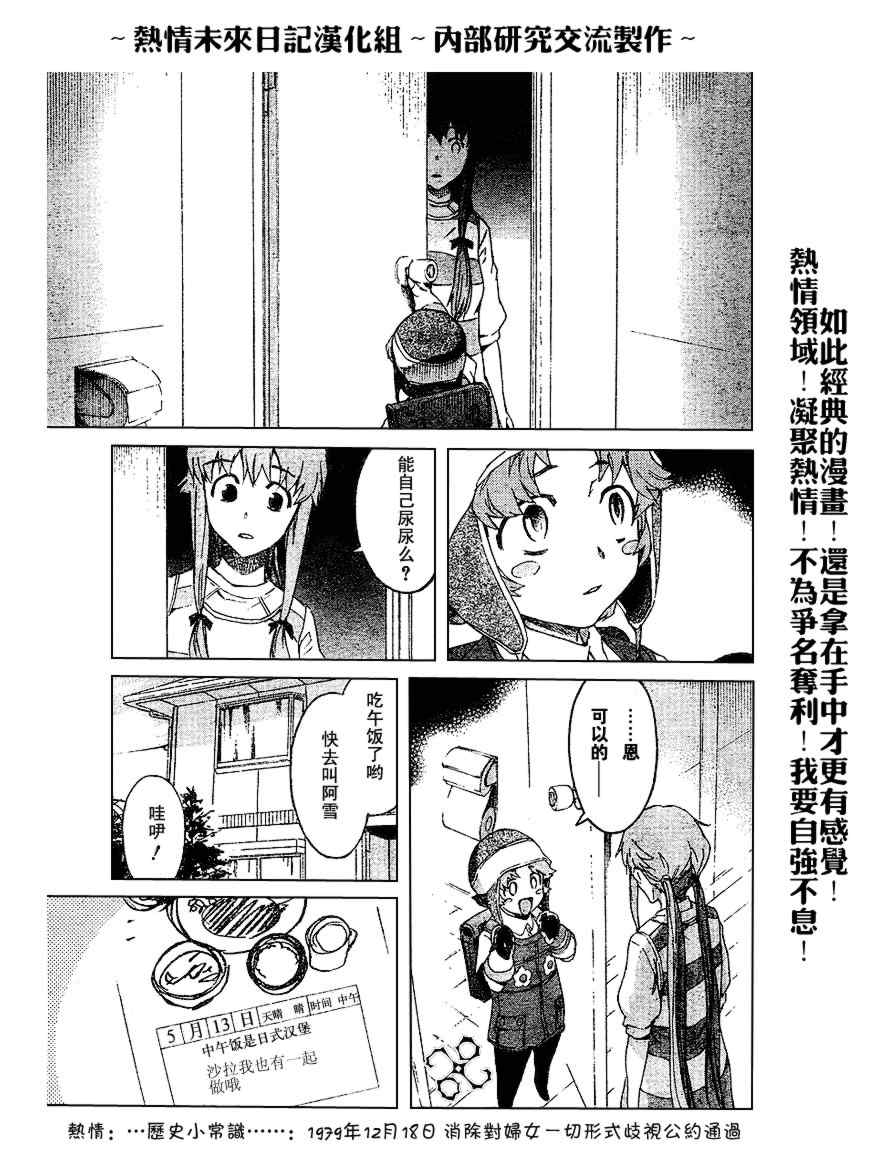 ~熱情未來日記漢化組~內部研究交流製作~
如此經典的漫畫！還是拿在手中才更有感覺！
熱情領域！凝聚熱情！不為爭名奪利！我要自強不息！
能自己尿尿么？
……恩
可以的——
吃午饭了哟
快去叫阿雪
哇咿！
5月13日 天晴 晴 时间 中午
中午饭是日式汉堡
沙拉我也有一起
做哦
熱情：…歷史小常識……：1979年12月18日 消除對婦女一切形式歧視公約通過